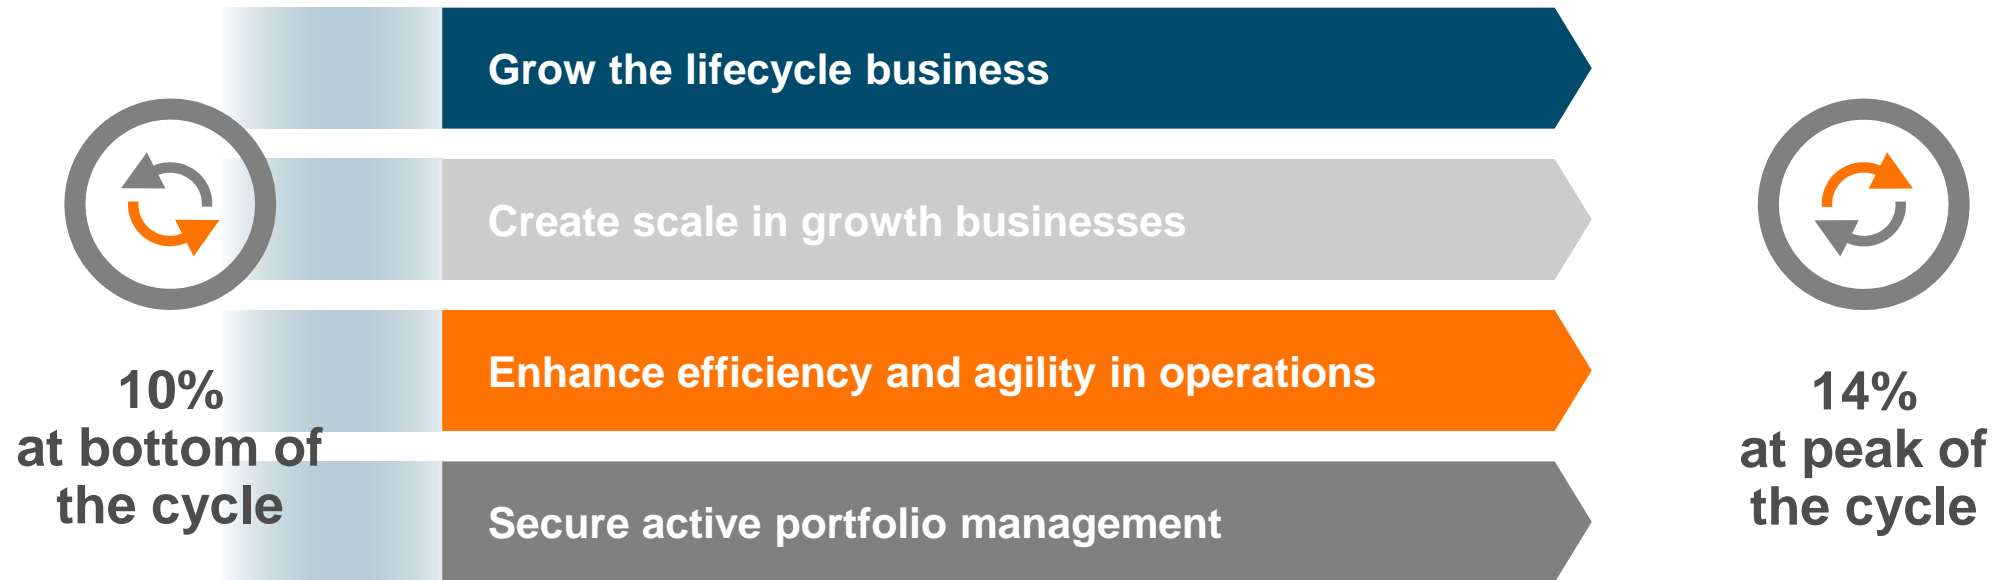 Grow the lifecycle business
Create scale in growth businesses
Enhance efficiency and agility in operations
Secure active portfolio management
10%
at bottom of
the cycle
14%
at peak of
the cycle